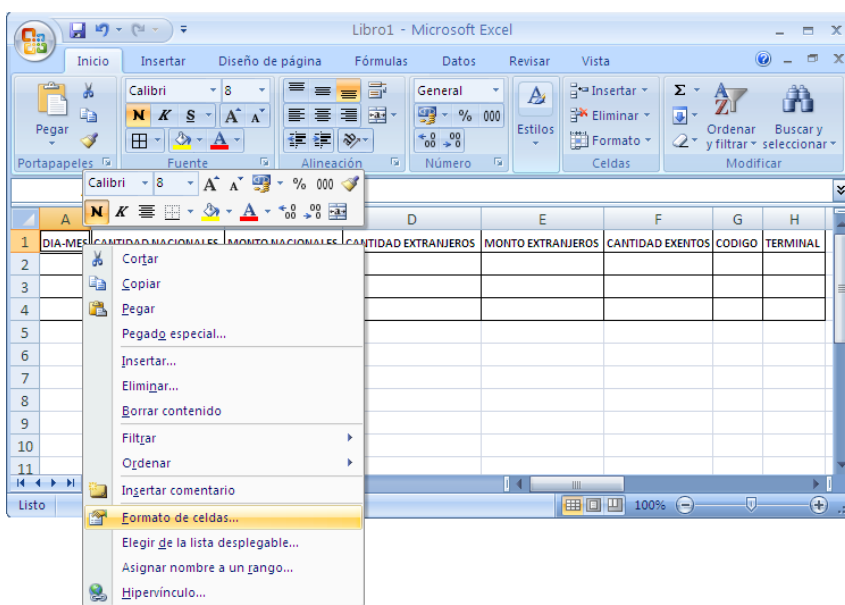 Libro1 - Microsoft Excel
Inicio Insertar Diseño de página Fórmulas Datos Revisar Vista
Pegar
Portapapeles
Calibri 8
N K S A A
A
Fuente
Alineación
General
% 000
Número
Estilos
Insertar
Eliminar
Formato
Celdas
Σ
Ordenar y filtrar
Buscar y seleccionar
Modificar
Calibri 8 A A % 000
N K A
A D E F G H
1 DIA-MES CANTIDAD NACIONALES MONTO NACIONALES CANTIDAD EXTRANJEROS MONTO EXTRANJEROS CANTIDAD EXENTOS CODIGO TERMINAL
2
3
4
5
6
7
8
9
10
11
Cortar
Copiar
Pegar
Pegado especial...
Insertar...
Eliminar...
Borrar contenido
Filtrar
Ordenar
Insertar comentario
Formato de celdas...
Elegir de la lista desplegable...
Asignar nombre a un rango...
Hipervínculo...
Listo 100%